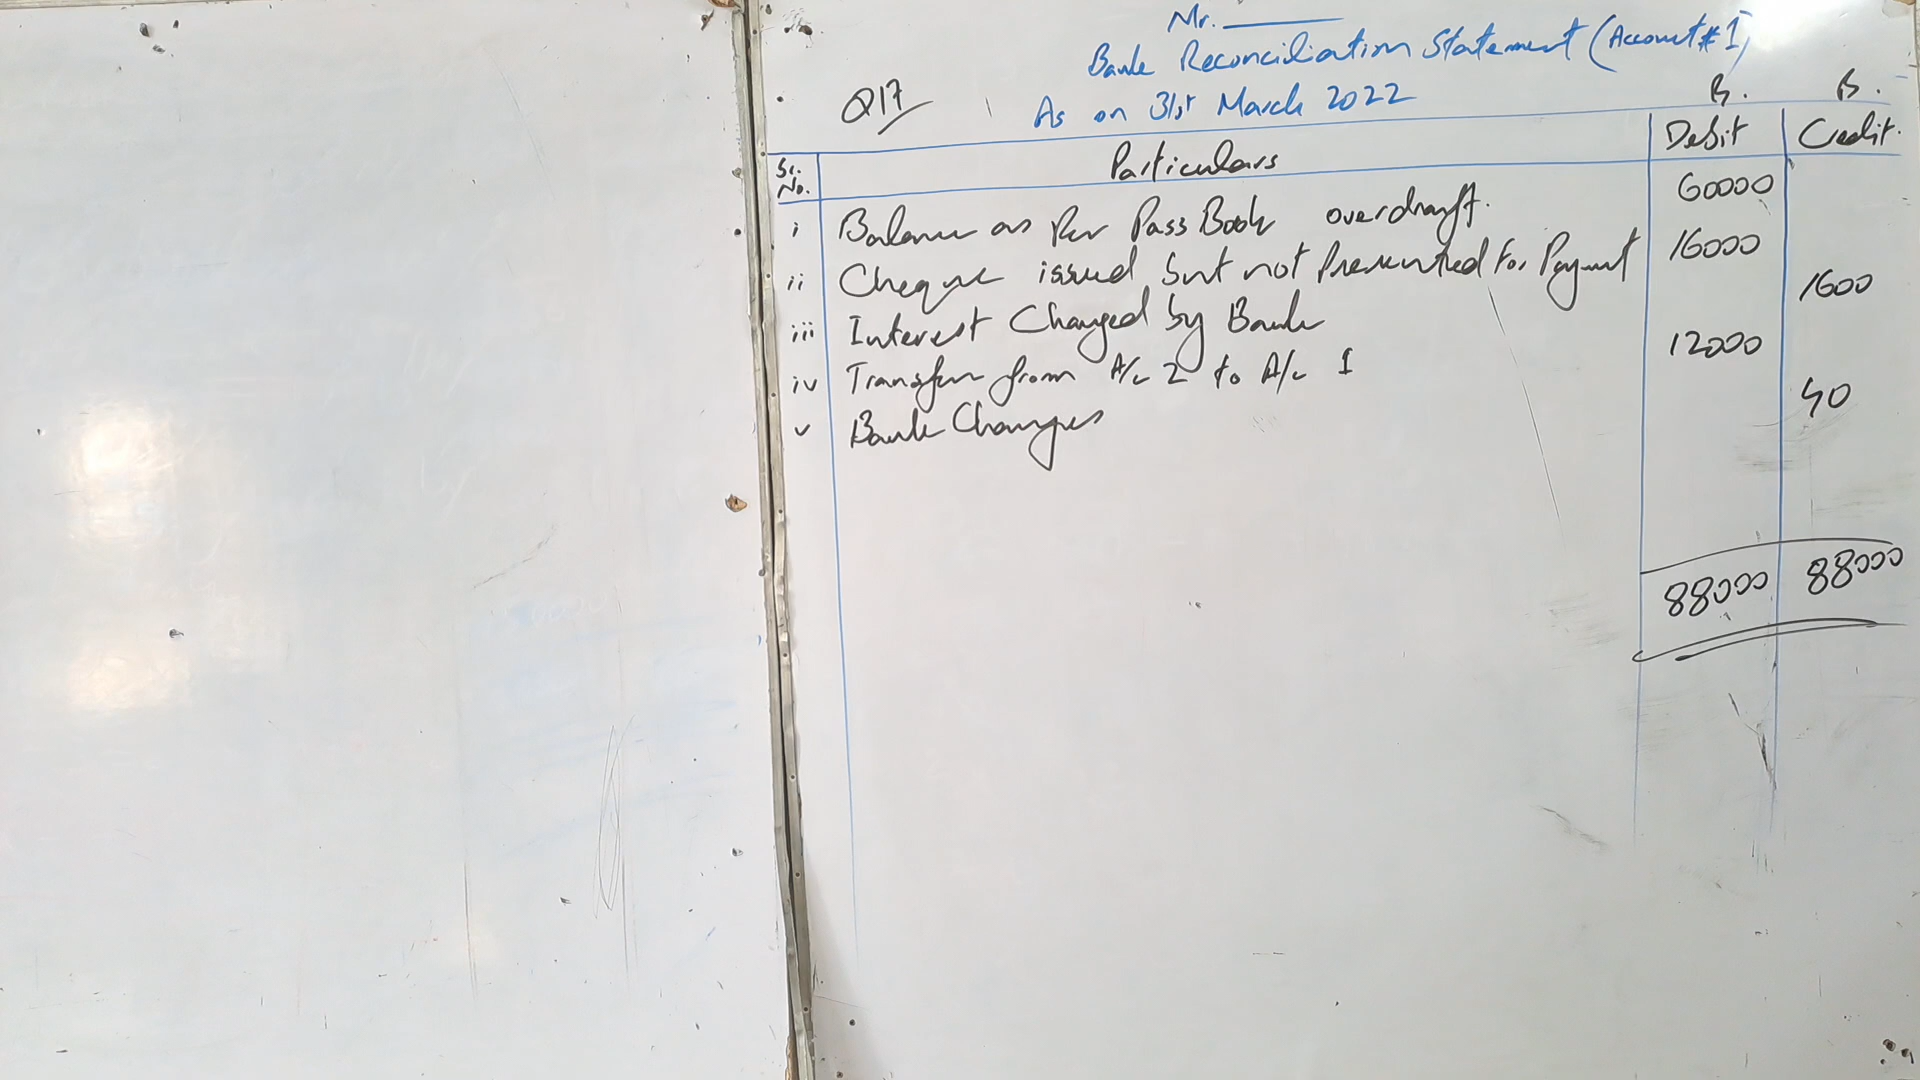 Mr. ______
Bank Reconciliation Statement (Account # 1)
Q17 As on 31st March 2022
Sr. No. Particulars Rs. Debit Rs. Credit.
i Balance as Per Pass Book overdraft. 60000
ii Cheque issued but not Presented for Payment 16000
iii Interest Charged by Bank 1600
iv Transfer from A/c 2 to A/c 1 12000
v Bank Charges 40
88000 88000